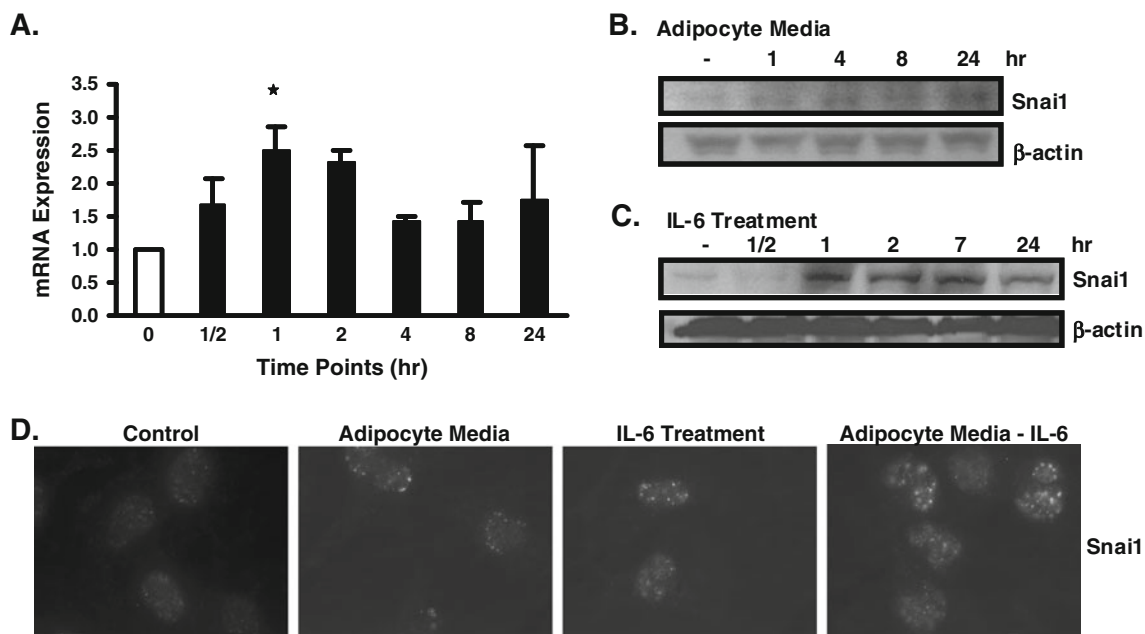 A.
mRNA Expression
3.5
3.0
2.5
2.0
1.5
1.0
0.5
0.0
★
0 1/2 1 2 4 8 24
Time Points (hr)
B. Adipocyte Media
- 1 4 8 24 hr
Snai1
β-actin
C. IL-6 Treatment
- 1/2 1 2 7 24 hr
Snai1
β-actin
D.
Control Adipocyte Media IL-6 Treatment Adipocyte Media - IL-6
Snai1